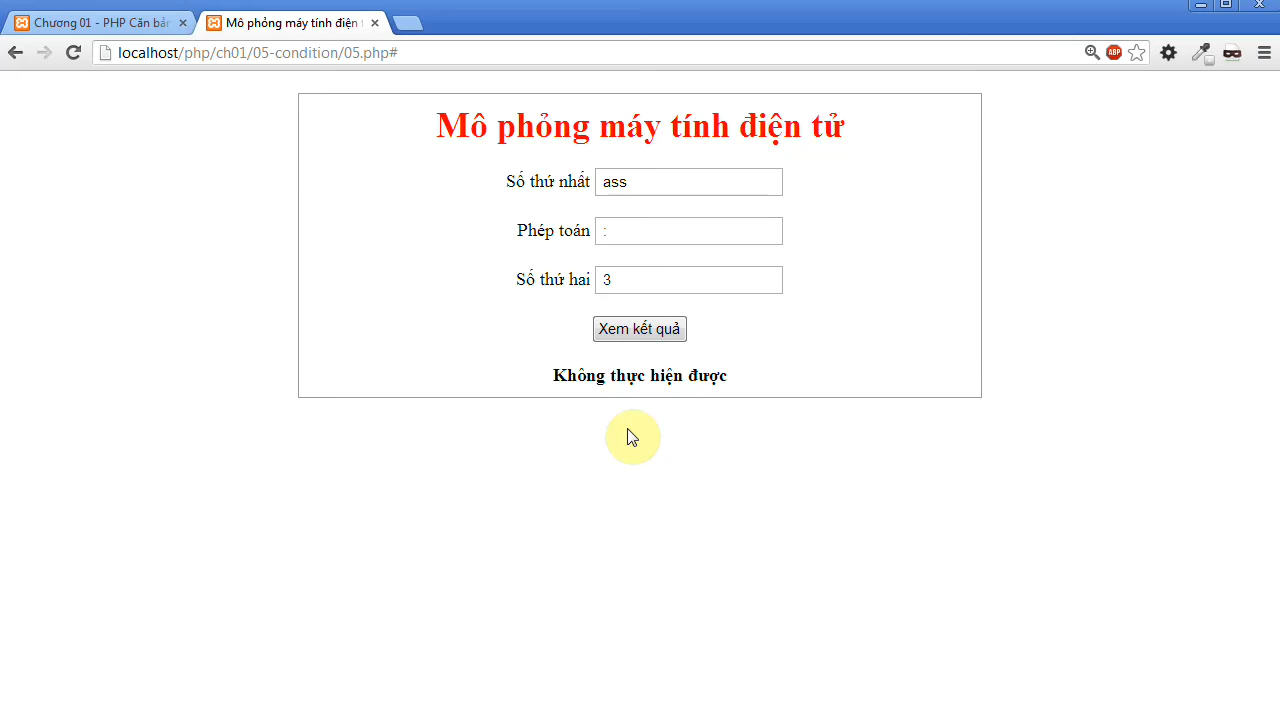 Chương 01 - PHP Căn bản
Mô phỏng máy tính điện t
localhost/php/ch01/05-condition/05.php#
ABP
Mô phỏng máy tính điện tử
Số thứ nhất ass
Phép toán :
Số thứ hai 3
Xem kết quả
Không thực hiện được